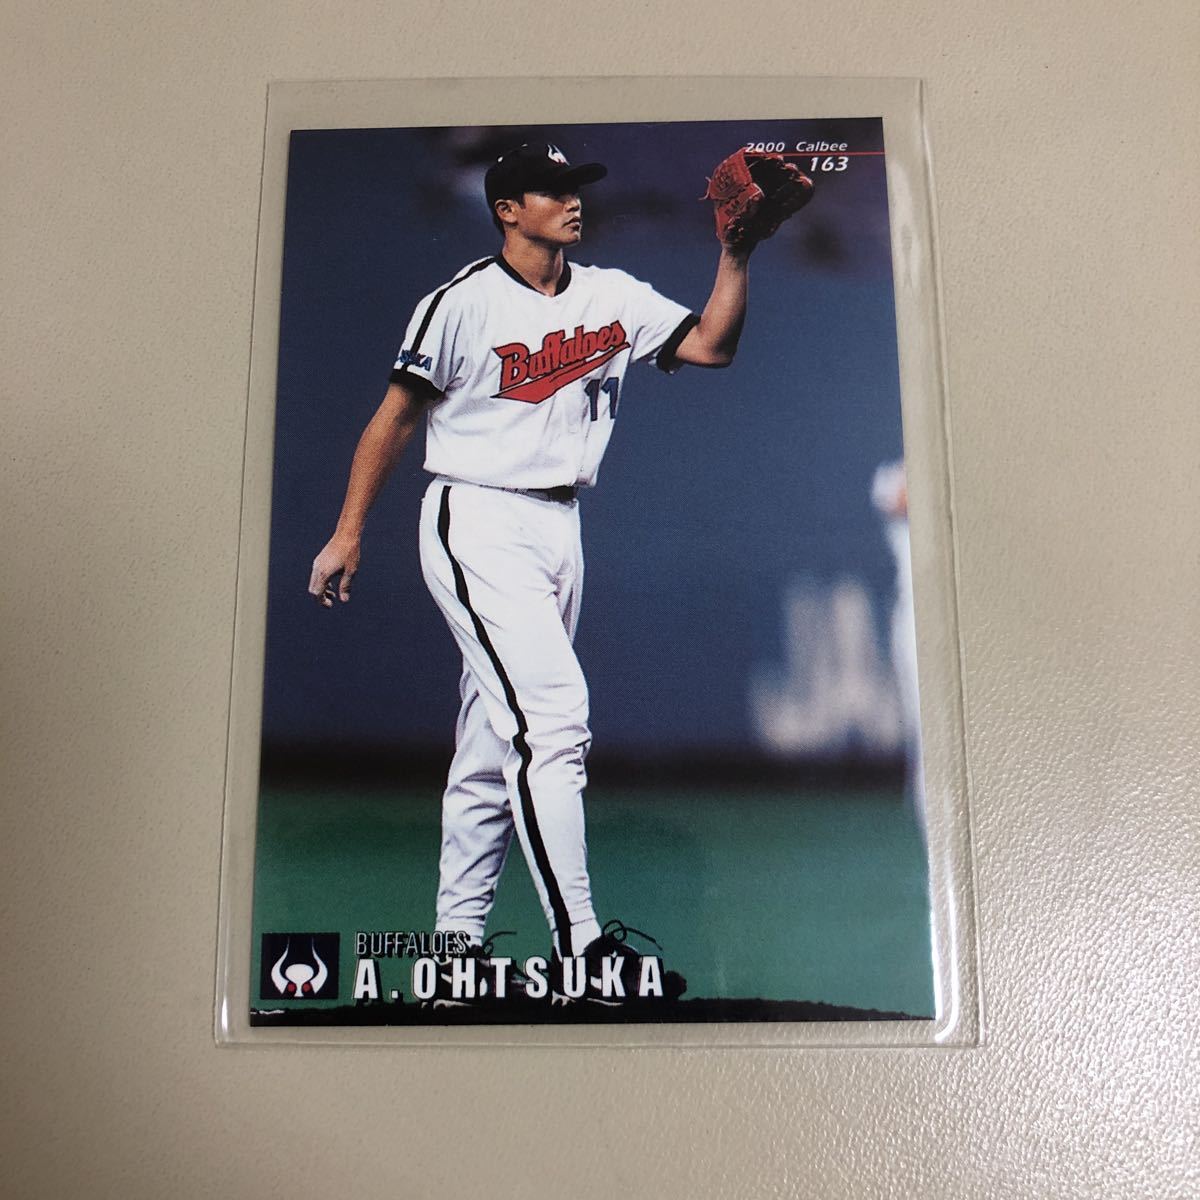 2000 Calbee
163
Buffaloes
11
BUFFALOES
A.OHTSUKA